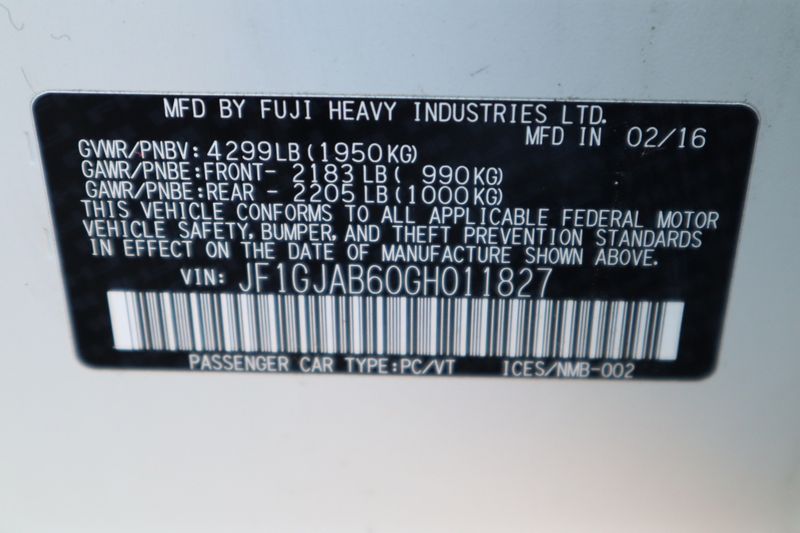 MFD BY FUJI HEAVY INDUSTRIES LTD.
MFD IN 02/16
GVWR/PNBV: 4299LB(1950KG)
GAWR/PNBE:FRONT- 2183LB( 990KG)
GAWR/PNBE:REAR - 2205LB(1000KG)
THIS VEHICLE CONFORMS TO ALL APPLICABLE FEDERAL MOTOR
VEHICLE SAFETY, BUMPER, AND THEFT PREVENTION STANDARDS
IN EFFECT ON THE DATE OF MANUFACTURE SHOWN ABOVE.
VIN: JF1GJAB60GH011827
PASSENGER CAR TYPE:PC/VT ICES/NMB-002